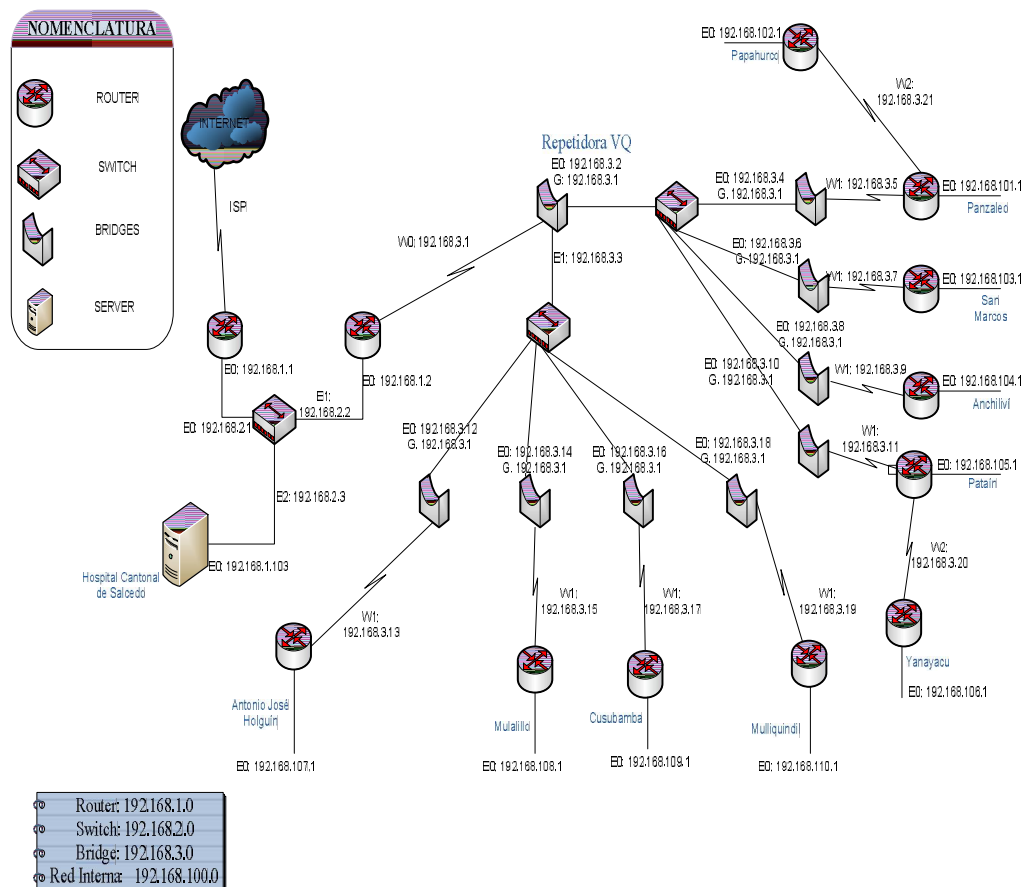 NOMENCLATURA
ROUTER
SWITCH
BRIDGES
SERVER
INTERNET
ISP
E0: 192.168.1.1
E0: 192.168.2.1
E1:
192.168.2.2
E0: 192.168.1.2
E2: 192.168.2.3
E0: 192.168.1.103
Hospital Cantonal
de Salcedo
W0: 192.168.3.1
Repetidora VQ
E0: 192.168.3.2
G: 192.168.3.1
E1: 192.168.3.3
E0: 192.168.102.1
Papahurco
W2:
192.168.3.21
E0: 192.168.3.4
G. 192.168.3.1
W1: 192.168.3.5
E0: 192.168.101.1
Panzaleo
E0: 192.168.3.6
G. 192.168.3.1
W1: 192.168.3.7
E0: 192.168.103.1
San
Marcos
E0: 192.168.3.8
G. 192.168.3.1
W1: 192.168.3.9
E0: 192.168.104.1
Anchiliví
E0: 192.168.3.10
G. 192.168.3.1
W1:
192.168.3.11
E0: 192.168.105.1
Pataín
W2:
192.168.3.20
Yanayacu
E0: 192.168.106.1
E0: 192.168.3.12
G. 192.168.3.1
W1:
192.168.3.13
Antonio José
Holguín
E0: 192.168.107.1
E0: 192.168.3.14
G. 192.168.3.1
W1:
192.168.3.15
Mulalillo
E0: 192.168.108.1
E0: 192.168.3.16
G: 192.168.3.1
W1:
192.168.3.17
Cusubamba
E0: 192.168.109.1
E0: 192.168.3.18
G. 192.168.3.1
W1:
192.168.3.19
Mulliquindil
E0: 192.168.110.1
Router: 192.168.1.0
Switch: 192.168.2.0
Bridge: 192.168.3.0
Red Interna: 192.168.100.0